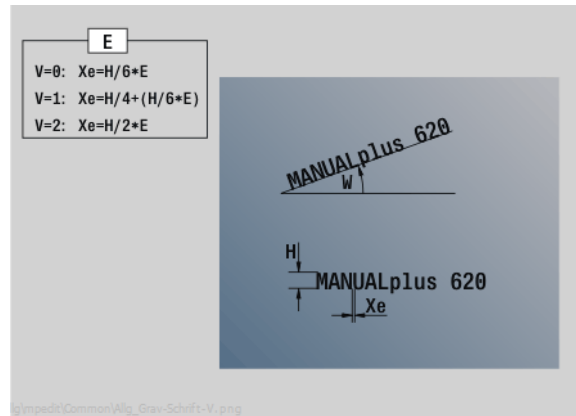 E
V=0: Xe=H/6*E
V=1: Xe=H/4+(H/6*E)
V=2: Xe=H/2*E
MANUALplus 620
W
H
MANUALplus 620
Xe
lg\mpedit\Common\Allg_Grav-Schrift-V.png